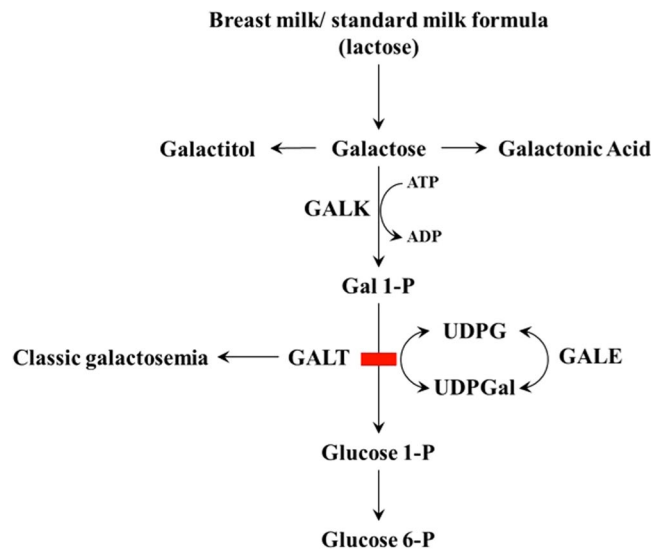 Breast milk/ standard milk formula
(lactose)
Galactitol
Galactose
Galactonic Acid
GALK
ATP
ADP
Gal 1-P
Classic galactosemia
GALT
UDPG
UDPGal
GALE
Glucose 1-P
Glucose 6-P